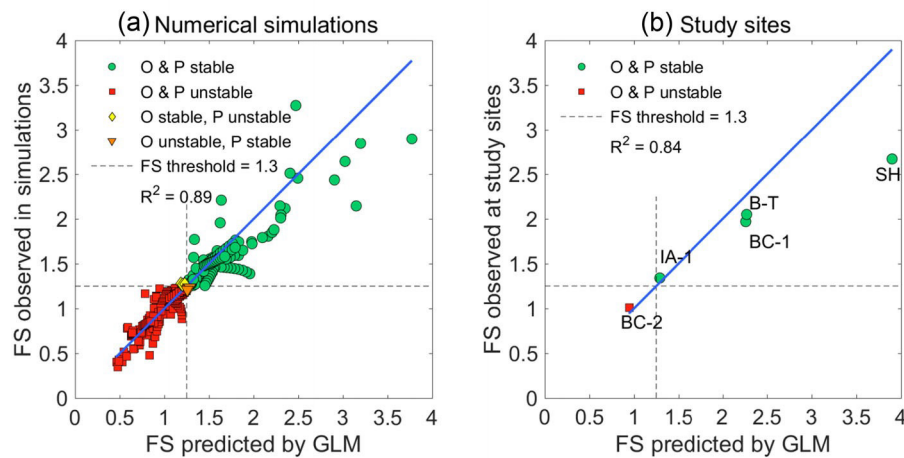 (a) Numerical simulations
FS observed in simulations
4
3.5
3
2.5
2
1.5
1
0.5
0
O & P stable
O & P unstable
O stable, P unstable
O unstable, P stable
FS threshold = 1.3
R² = 0.89
0 0.5 1 1.5 2 2.5 3 3.5 4
FS predicted by GLM
(b) Study sites
FS observed at study sites
4
3.5
3
2.5
2
1.5
1
0.5
0
O & P stable
O & P unstable
FS threshold = 1.3
R² = 0.84
SH
B-T
BC-1
IA-1
BC-2
0 0.5 1 1.5 2 2.5 3 3.5 4
FS predicted by GLM